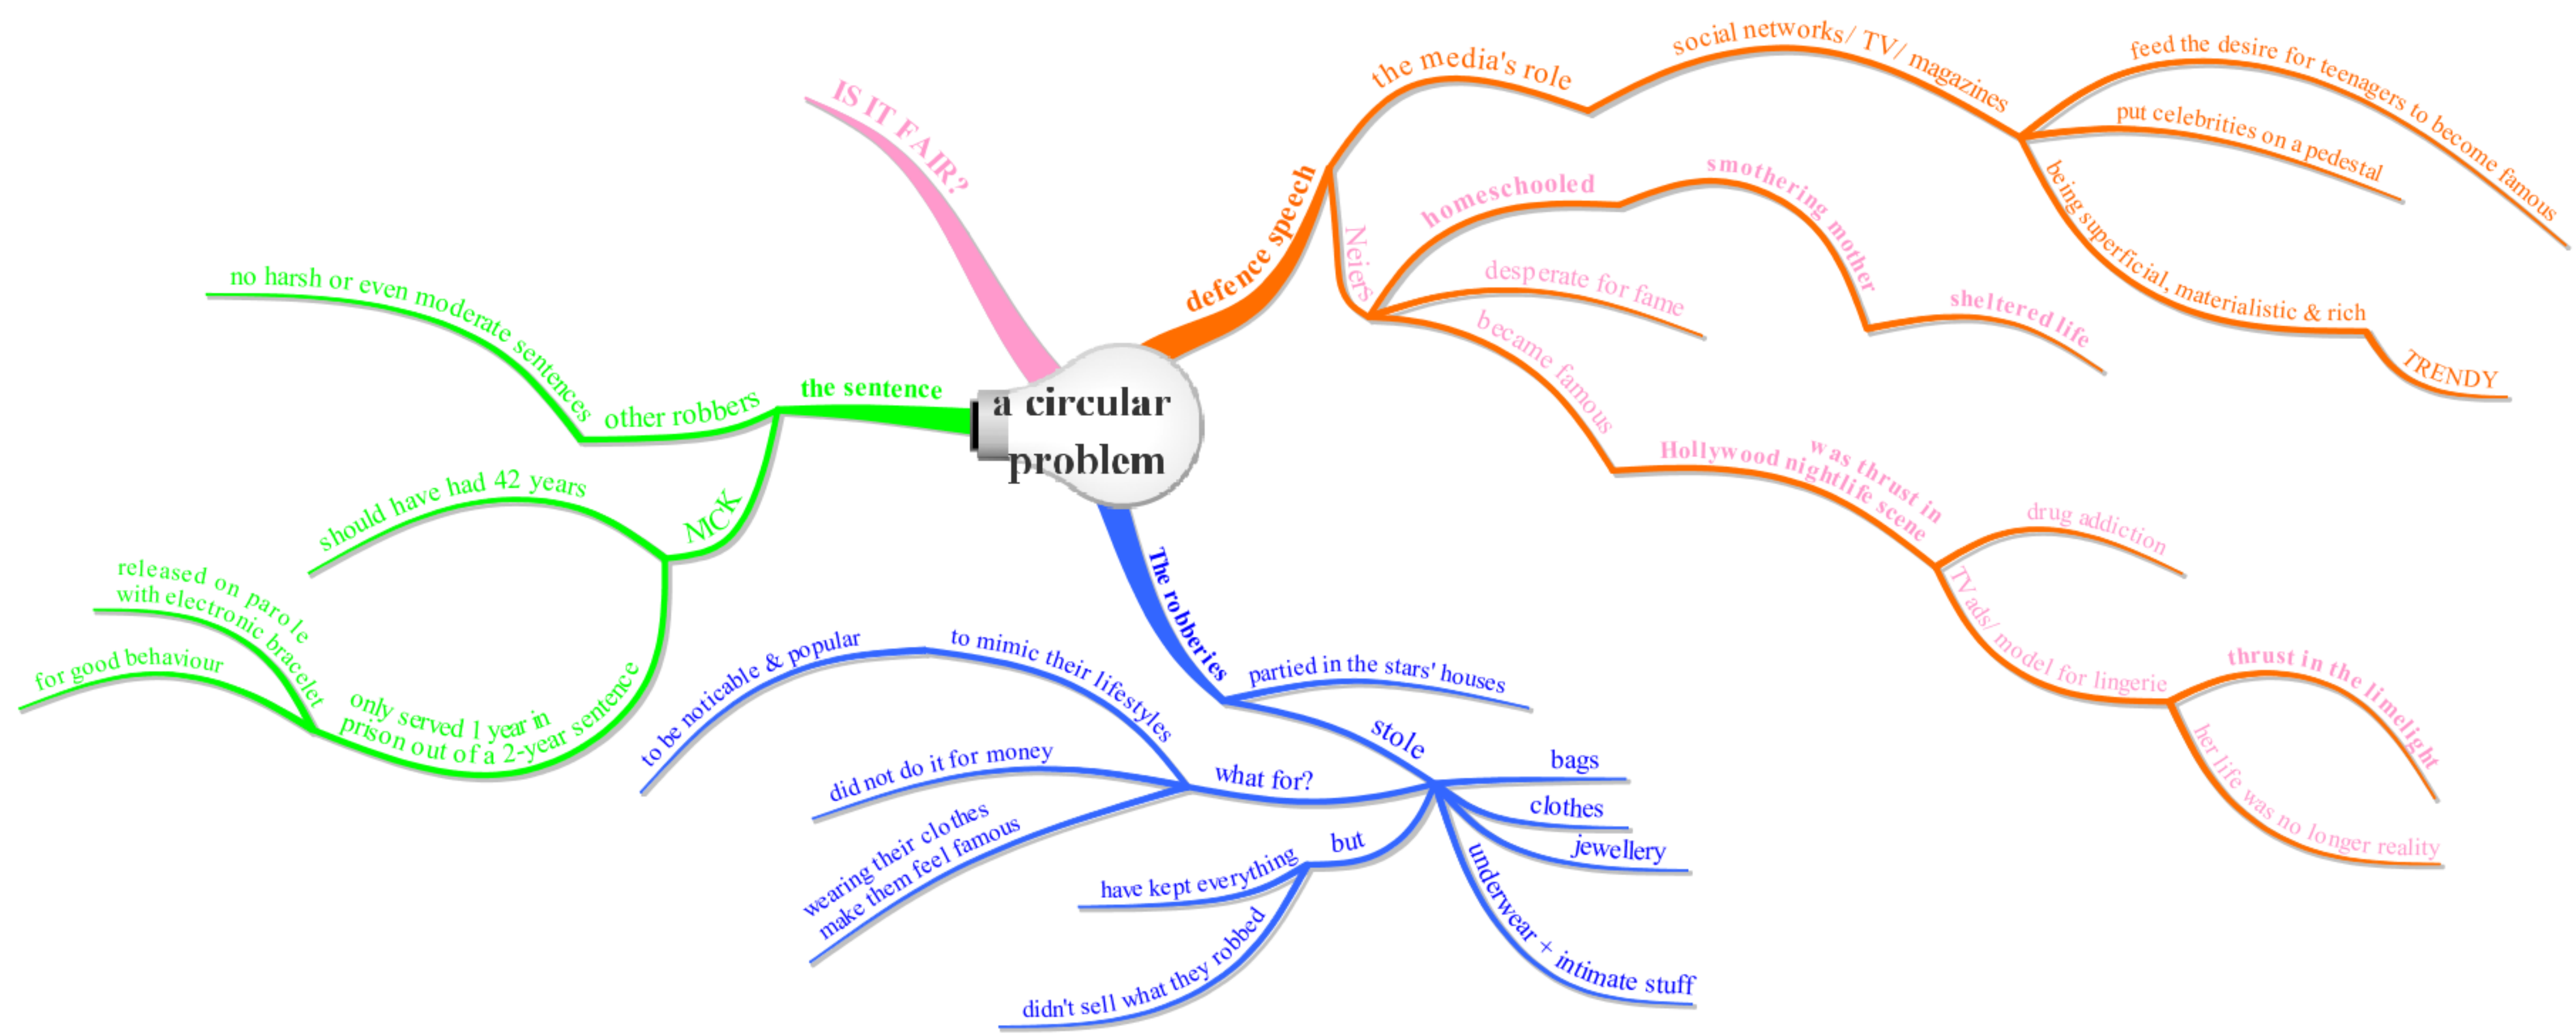 a circular
problem
IS IT FAIR?
defence speech
the media's role
social networks/ TV/ magazines
feed the desire for teenagers to become famous
put celebrities on a pedestal
being superficial, materialistic & rich
TRENDY
Neiers
homeschooled
smothering mother
sheltered life
desperate for fame
became famous
was thrust in
Hollywood nightlife scene
drug addiction
TV ads/ model for lingerie
thrust in the limelight
her life was no longer reality
The robberies
partied in the stars' houses
stole
bags
clothes
jewellery
underwear + intimate stuff
but
have kept everything
didn't sell what they robbed
what for?
to mimic their lifestyles
to be noticable & popular
did not do it for money
wearing their clothes
make them feel famous
the sentence
other robbers
no harsh or even moderate sentences
MCK
should have had 42 years
only served 1 year in
prison out of a 2-year sentence
released on parole
with electronic bracelet
for good behaviour